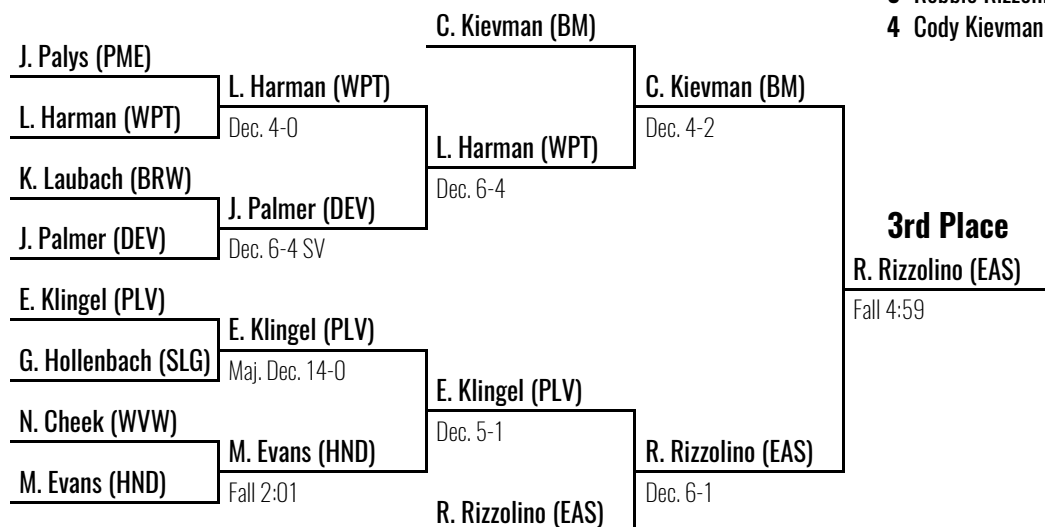 4 Cody Kievman
C. Kievman (BM)
J. Palys (PME)
L. Harman (WPT)
C. Kievman (BM)
L. Harman (WPT)
Dec. 4-0
Dec. 4-2
L. Harman (WPT)
K. Laubach (BRW)
Dec. 6-4
J. Palmer (DEV)
J. Palmer (DEV)
Dec. 6-4 SV
3rd Place
R. Rizzolino (EAS)
E. Klingel (PLV)
Fall 4:59
E. Klingel (PLV)
G. Hollenbach (SLG)
Maj. Dec. 14-0
E. Klingel (PLV)
N. Cheek (WVW)
Dec. 5-1
M. Evans (HND)
R. Rizzolino (EAS)
M. Evans (HND)
Fall 2:01
Dec. 6-1
R. Rizzolino (EAS)